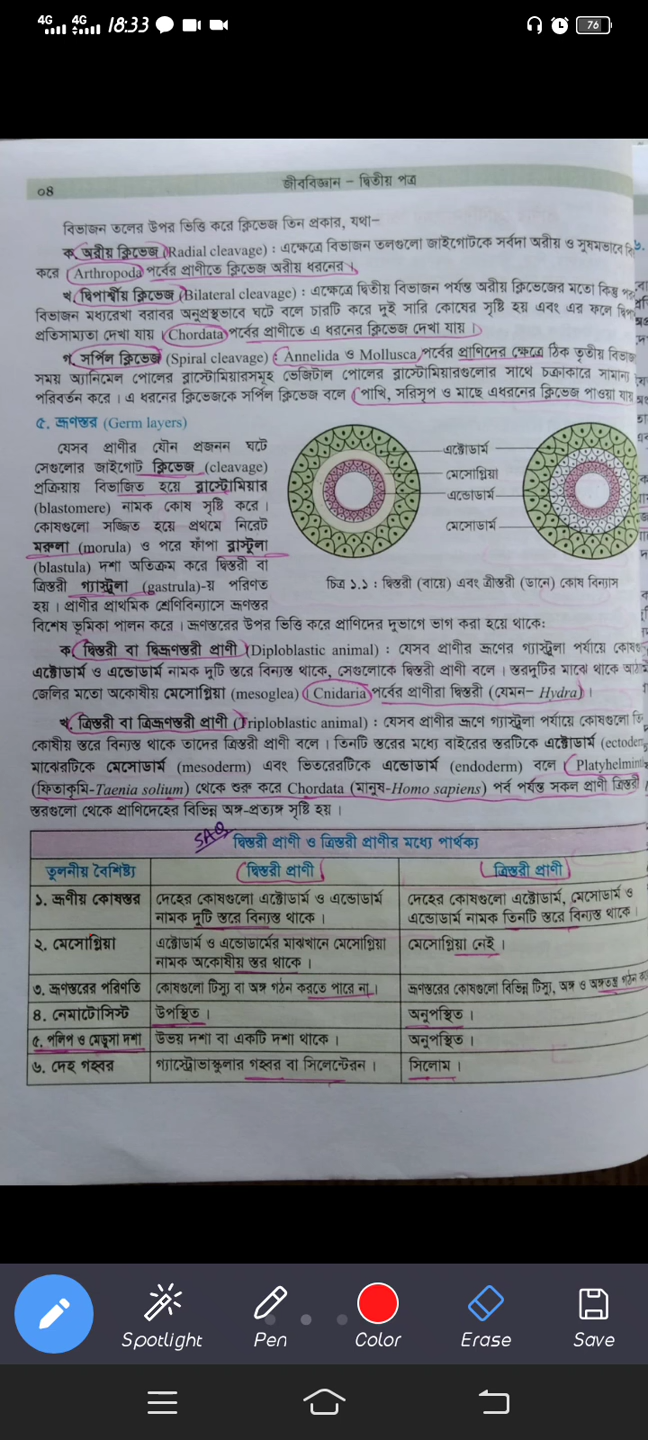 4G 4G 18:33 76
০৪ জীববিজ্ঞান – দ্বিতীয় পত্র
বিভাজন তলের উপর ভিত্তি করে ক্লিভেজ তিন প্রকার, যথা–
ক. অরীয় ক্লিভেজ (Radial cleavage) : এক্ষেত্রে বিভাজন তলগুলো জাইগোটকে সর্বদা অরীয় ও সুষমভাবে
করে। Arthropoda পর্বের প্রাণীতে ক্লিভেজ অরীয় ধরনের।
খ. দ্বিপার্শ্বীয় ক্লিভেজ (Bilateral cleavage) : এক্ষেত্রে দ্বিতীয় বিভাজন পর্যন্ত অরীয় ক্লিভেজের মতো কিন্তু
বিভাজন মধ্যরেখা বরাবর অনুপ্রস্থভাবে ঘটে বলে চারটি করে দুই সারি কোষের সৃষ্টি হয় এবং এর ফলে
প্রতিসাম্যতা দেখা যায়। Chordata পর্বের প্রাণীতে এ ধরনের ক্লিভেজ দেখা যায়।
গ. সর্পিল ক্লিভেজ (Spiral cleavage) : Annelida ও Mollusca পর্বের প্রাণিদের ক্ষেত্রে ঠিক তৃতীয়
সময় অ্যানিমেল পোলের ব্লাস্টোমিয়ারসমূহ ভেজিটাল পোলের ব্লাস্টোমিয়ারগুলোর সাথে চক্রাকারে সামান্য
পরিবর্তন করে। এ ধরনের ক্লিভেজকে সর্পিল ক্লিভেজ বলে। পাখি, সরিসৃপ ও মাছে এধরনের ক্লিভেজ পাওয়া যায়
৫. ভ্রূণস্তর (Germ layers)
যেসব প্রাণীর যৌন প্রজনন ঘটে
সেগুলোর জাইগোট ক্লিভেজ (cleavage)
প্রক্রিয়ায় বিভাজিত হয়ে ব্লাস্টোমিয়ার
(blastomere) নামক কোষ সৃষ্টি করে।
কোষগুলো সজ্জিত হয়ে প্রথমে নিরেট
মরুলা (morula) ও পরে ফাঁপা ব্লাস্টুলা
(blastula) দশা অতিক্রম করে দ্বিস্তরী বা
ত্রিস্তরী গ্যাস্ট্রুলা (gastrula)-য় পরিণত
হয়। প্রাণীর প্রাথমিক শ্রেণিবিন্যাসে ভ্রূণস্তর
এক্টোডার্ম
মেসোগ্লিয়া
এন্ডোডার্ম
মেসোডার্ম
চিত্র ১.১ : দ্বিস্তরী (বায়ে) এবং ত্রীস্তরী (ডানে) কোষ বিন্যাস
বিশেষ ভূমিকা পালন করে। ভ্রূণস্তরের উপর ভিত্তি করে প্রাণিদের দুভাগে ভাগ করা হয়ে থাকে:
ক. দ্বিস্তরী বা দ্বিভ্রূণস্তরী প্রাণী (Diploblastic animal) : যেসব প্রাণীর ভ্রূণের গ্যাস্ট্রুলা পর্যায়ে
এক্টোডার্ম ও এন্ডোডার্ম নামক দুটি স্তরে বিন্যস্ত থাকে, সেগুলোকে দ্বিস্তরী প্রাণী বলে। স্তরদুটির মাঝে থাকে
জেলির মতো অকোষীয় মেসোগ্লিয়া (mesoglea)। Cnidaria পর্বের প্রাণীরা দ্বিস্তরী (যেমন– Hydra)।
খ. ত্রিস্তরী বা ত্রিভ্রূণস্তরী প্রাণী (Triploblastic animal) : যেসব প্রাণীর ভ্রূণে গ্যাস্ট্রুলা পর্যায়ে কোষগুলো
কোষীয় স্তরে বিন্যস্ত থাকে তাদের ত্রিস্তরী প্রাণী বলে। তিনটি স্তরের মধ্যে বাইরের স্তরটিকে এক্টোডার্ম
মাঝেরটিকে মেসোডার্ম (mesoderm) এবং ভিতরেরটিকে এন্ডোডার্ম (endoderm) বলে।
(ফিতাকৃমি-Taenia solium) থেকে শুরু করে Chordata (মানুষ-Homo sapiens) পর্ব পর্যন্ত সকল প্রাণী ত্রিস্তরী।
স্তরগুলো থেকে প্রাণিদেহের বিভিন্ন অঙ্গ-প্রত্যঙ্গ সৃষ্টি হয়।
SAQ দ্বিস্তরী প্রাণী ও ত্রিস্তরী প্রাণীর মধ্যে পার্থক্য
তুলনীয় বৈশিষ্ট্য দ্বিস্তরী প্রাণী ত্রিস্তরী প্রাণী
১. ভ্রূণীয় কোষস্তর দেহের কোষগুলো এক্টোডার্ম ও এন্ডোডার্ম দেহের কোষগুলো এক্টোডার্ম, মেসোডার্ম ও
নামক দুটি স্তরে বিন্যস্ত থাকে। এন্ডোডার্ম নামক তিনটি স্তরে বিন্যস্ত থাকে।
২. মেসোগ্লিয়া এক্টোডার্ম ও এন্ডোডার্মের মাঝখানে মেসোগ্লিয়া মেসোগ্লিয়া নেই।
নামক অকোষীয় স্তর থাকে।
৩. ভ্রূণস্তরের পরিণতি কোষগুলো টিস্যু বা অঙ্গ গঠন করতে পারে না। ভ্রূণস্তরের কোষগুলো বিভিন্ন টিস্যু, অঙ্গ ও অঙ্গতন্ত্র গঠন
৪. নেমাটোসিস্ট উপস্থিত। অনুপস্থিত।
৫. পলিপ ও মেডুসা দশা উভয় দশা বা একটি দশা থাকে। অনুপস্থিত।
৬. দেহ গহ্বর গ্যাস্ট্রোভাস্কুলার গহ্বর বা সিলেন্টেরন। সিলোম।
Spotlight Pen Color Erase Save